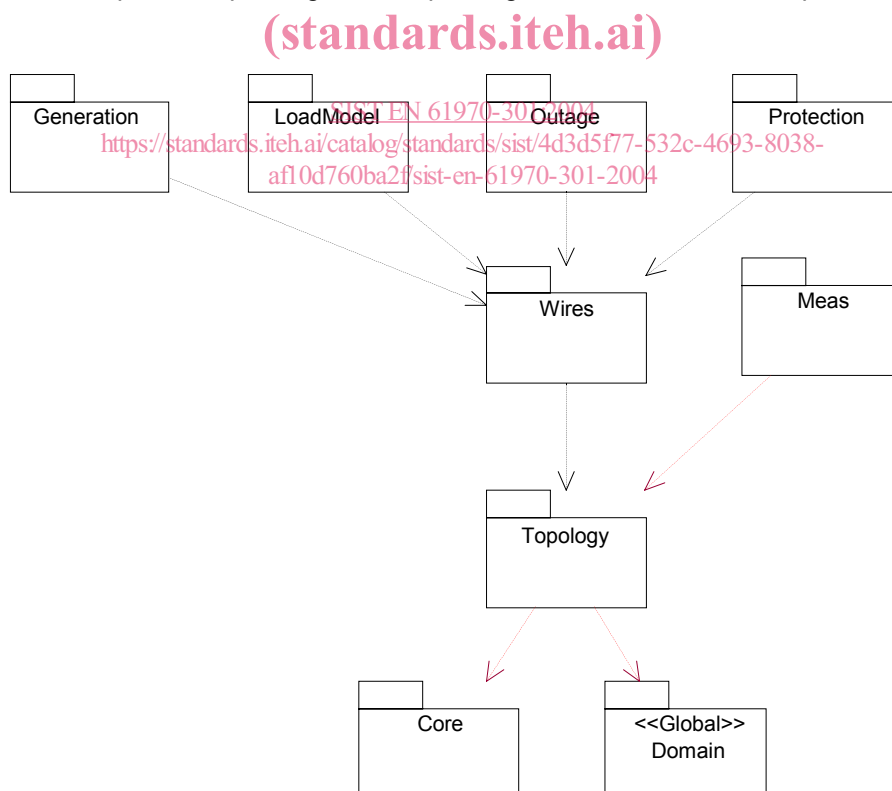 (standards.iteh.ai)
Generation
LoadModel
Outage
Protection
SIST EN 61970-301:2004
https://standards.iteh.ai/catalog/standards/sist/4d3d5f77-532c-4693-8038-
af10d760ba2f/sist-en-61970-301-2004
Wires
Meas
Topology
Core
<<Global>>
Domain